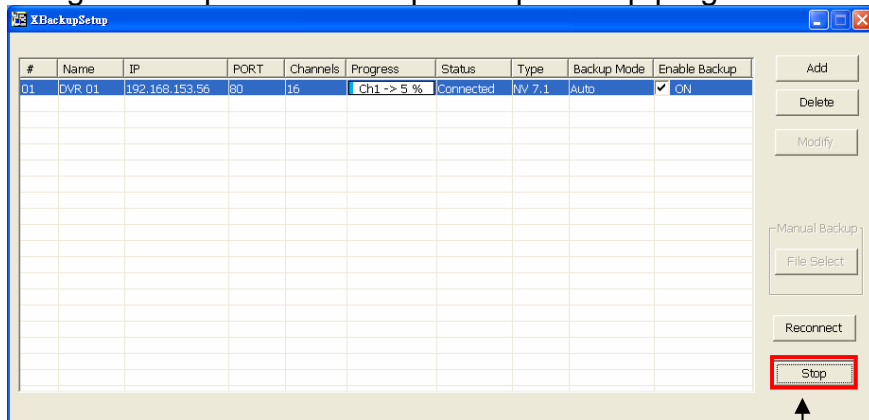 XBackupSetup
# Name IP PORT Channels Progress Status Type Backup Mode Enable Backup
01 DVR 01 192.168.153.56 80 16 Ch1 -> 5 % Connected NV 7.1 Auto ON
Add
Delete
Modify
Manual Backup
File Select
Reconnect
Stop